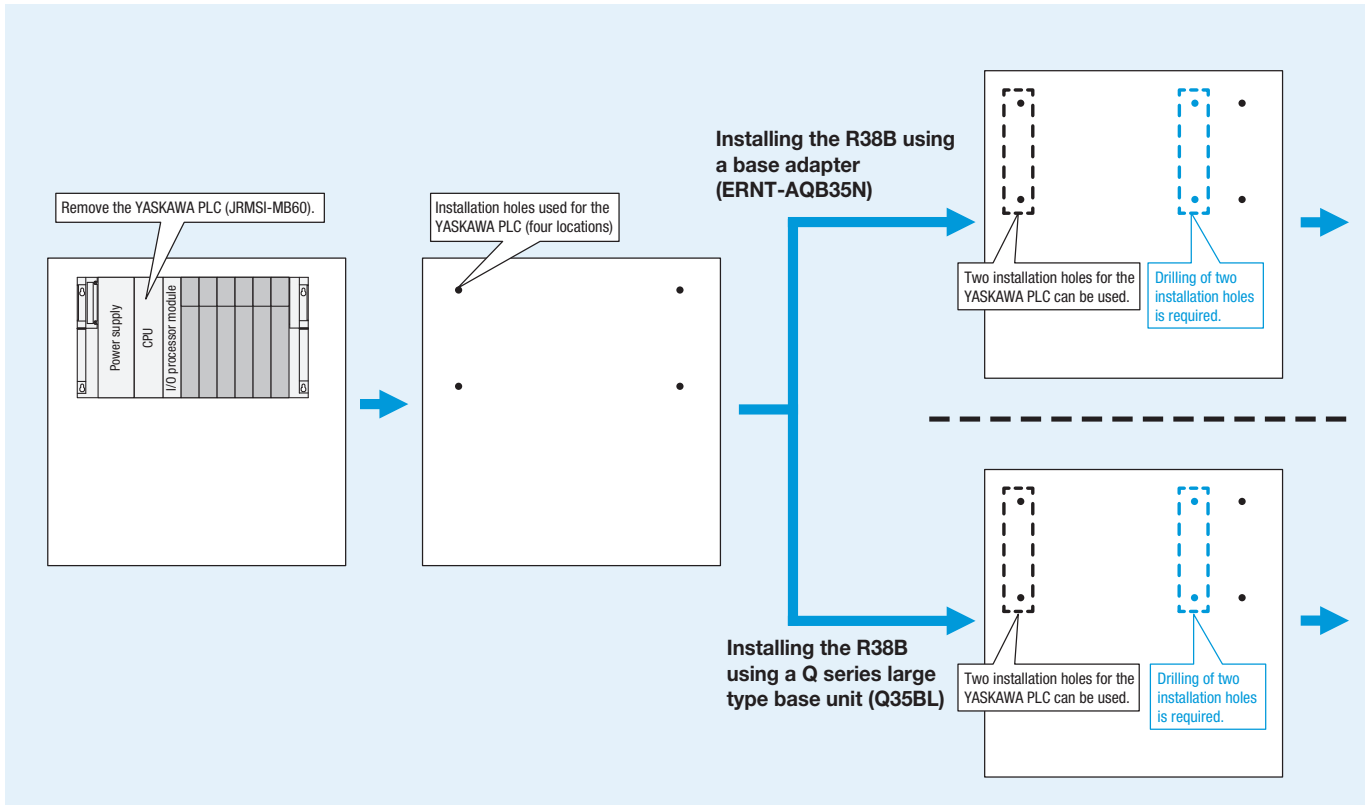 Remove the YASKAWA PLC (JRMSI-MB60).
Power supply
CPU
I/O processor module
Installation holes used for the
YASKAWA PLC (four locations)
Installing the R38B using
a base adapter
(ERNT-AQB35N)
Two installation holes for the
YASKAWA PLC can be used.
Drilling of two
installation holes
is required.
Installing the R38B
using a Q series large
type base unit (Q35BL)
Two installation holes for the
YASKAWA PLC can be used.
Drilling of two
installation holes
is required.